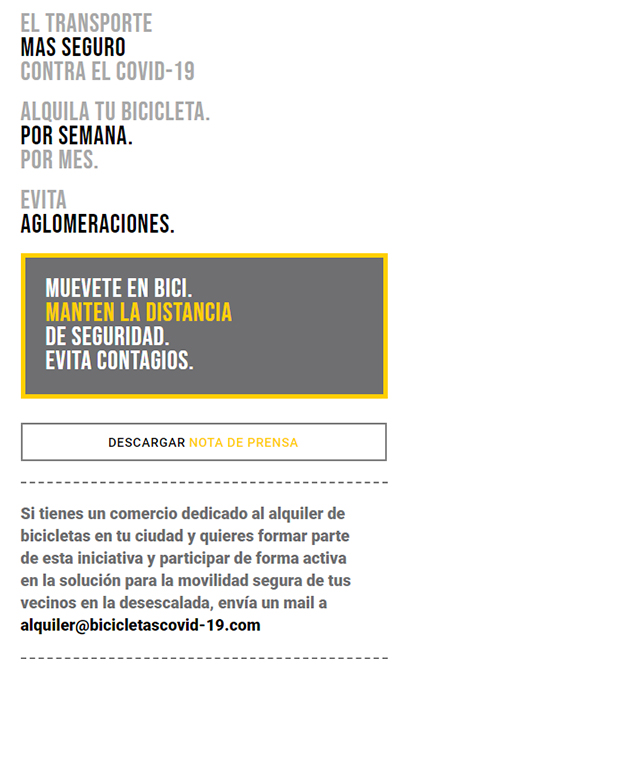 EL TRANSPORTE
MAS SEGURO
CONTRA EL COVID-19
ALQUILA TU BICICLETA.
POR SEMANA.
POR MES.
EVITA
AGLOMERACIONES.
MUEVETE EN BICI.
MANTEN LA DISTANCIA
DE SEGURIDAD.
EVITA CONTAGIOS.
DESCARGAR NOTA DE PRENSA
Si tienes un comercio dedicado al alquiler de
bicicletas en tu ciudad y quieres formar parte
de esta iniciativa y participar de forma activa
en la solución para la movilidad segura de tus
vecinos en la desescalada, envía un mail a
alquiler@bicicletascovid-19.com